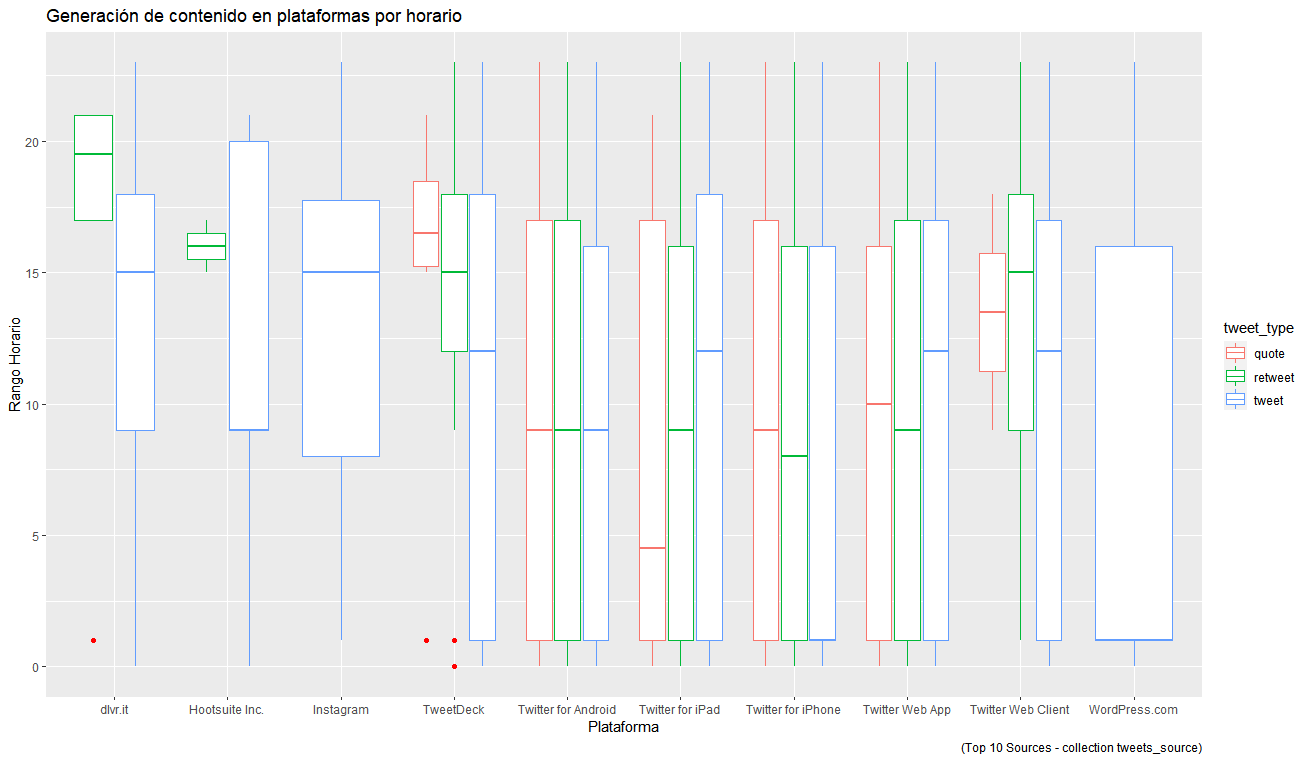 Generación de contenido en plataformas por horario
Rango Horario
20
15
10
5
0
dlvr.it
Hootsuite Inc.
Instagram
TweetDeck
Twitter for Android
Twitter for iPad
Twitter for iPhone
Twitter Web App
Twitter Web Client
WordPress.com
Plataforma
tweet_type
quote
retweet
tweet
(Top 10 Sources - collection tweets_source)